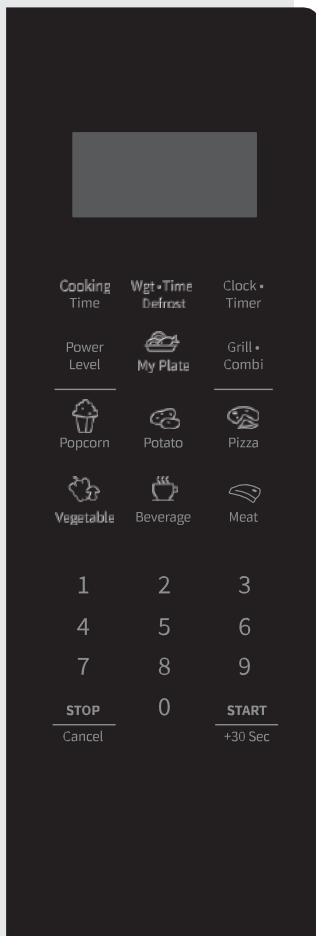 Cooking Time
Wgt•Time Defrost
Clock• Timer
Power Level
My Plate
Grill• Combi
Popcorn
Potato
Pizza
Vegetable
Beverage
Meat
1 2 3
4 5 6
7 8 9
STOP 0 START
Cancel +30 Sec